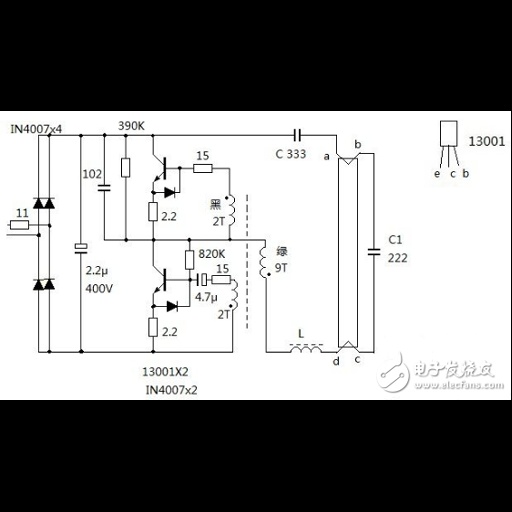 IN4007x4
390K
15
C 333
b
a
13001
e c b
102
11
2.2
黑
2T
绿
9T
C1
222
820K
15
2.2μ
400V
4.7μ
2T
2.2
L
d
c
13001X2
IN4007x2
电子发烧友
www.elecfans.com